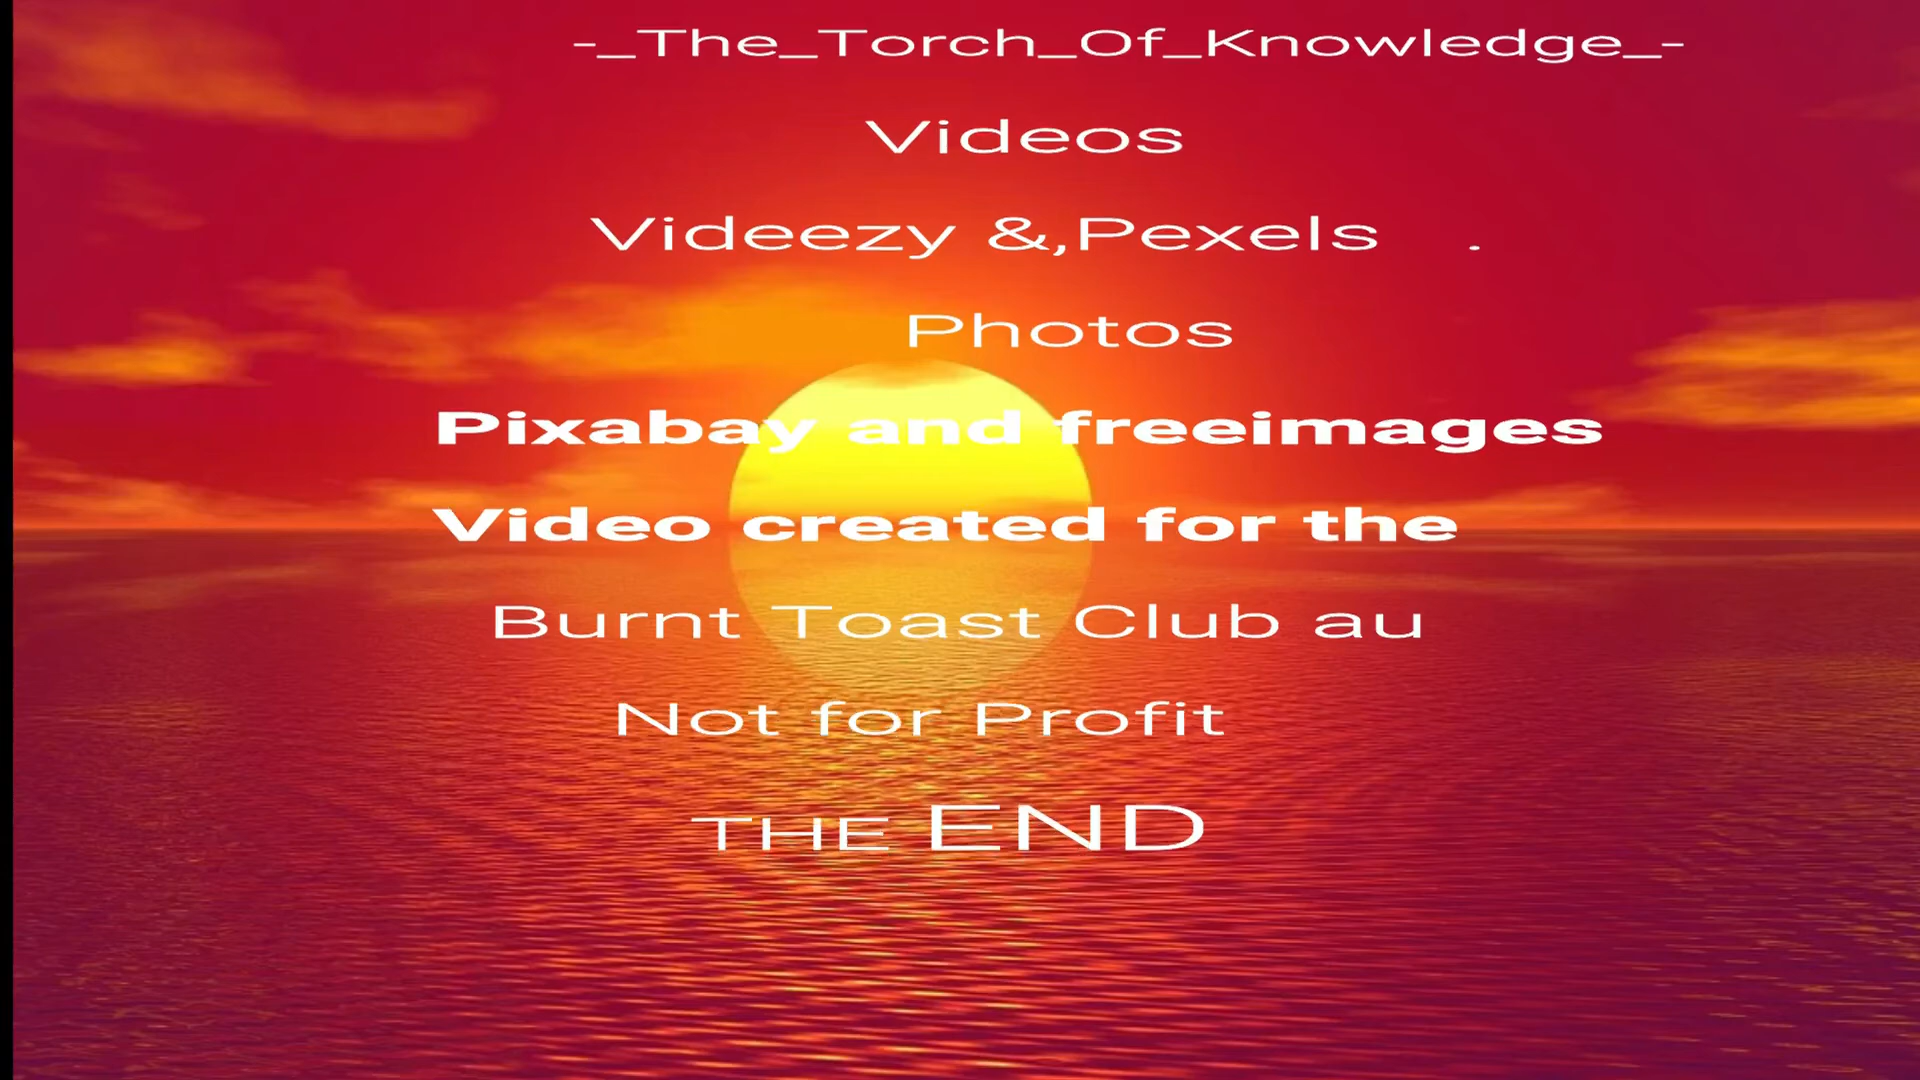 -_The_Torch_Of_Knowledge_-
Videos
Videezy &,Pexels .
Photos
Pixabay and freeimages
Video created for the
Burnt Toast Club au
Not for Profit
THE END